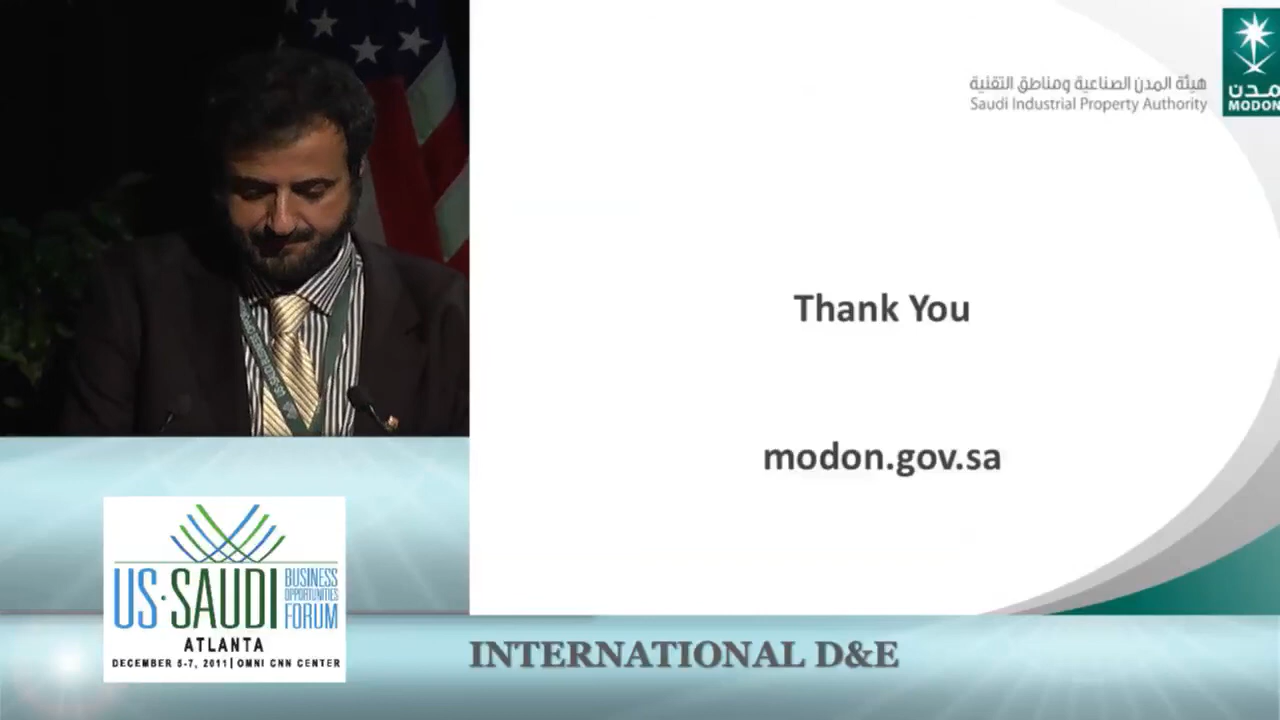 هيئة المدن الصناعية ومناطق التقنية
Saudi Industrial Property Authority
مدن
MODON
Thank You
modon.gov.sa
US·SAUDI
BUSINESS
OPPORTUNITIES
FORUM
ATLANTA
DECEMBER 5-7, 2011| OMNI CNN CENTER
INTERNATIONAL D&E